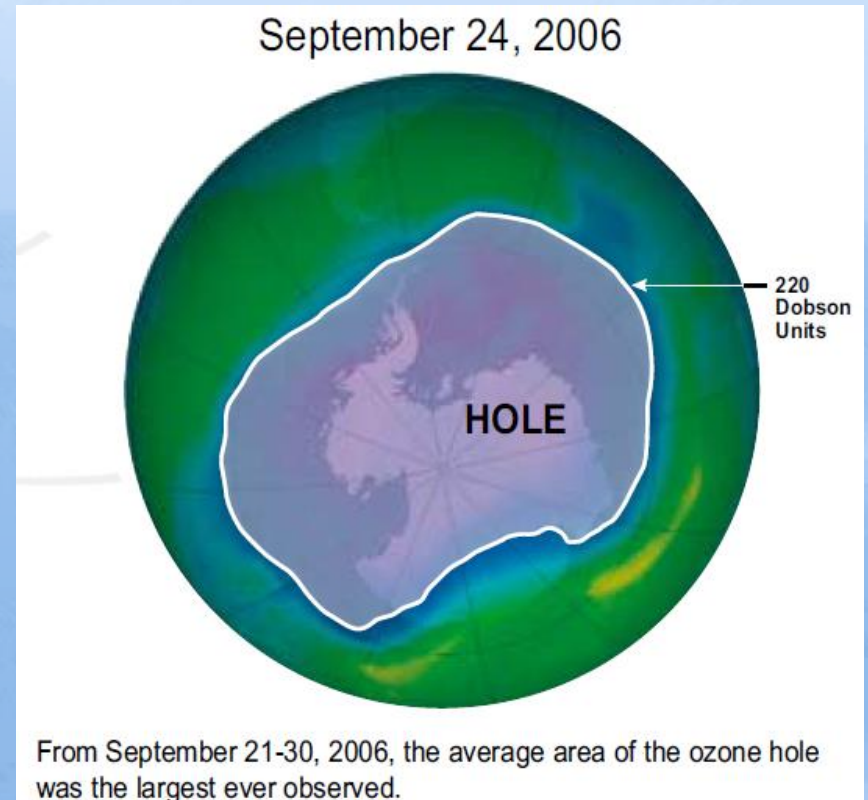 September 24, 2006
220
Dobson
Units
HOLE
From September 21-30, 2006, the average area of the ozone hole
was the largest ever observed.